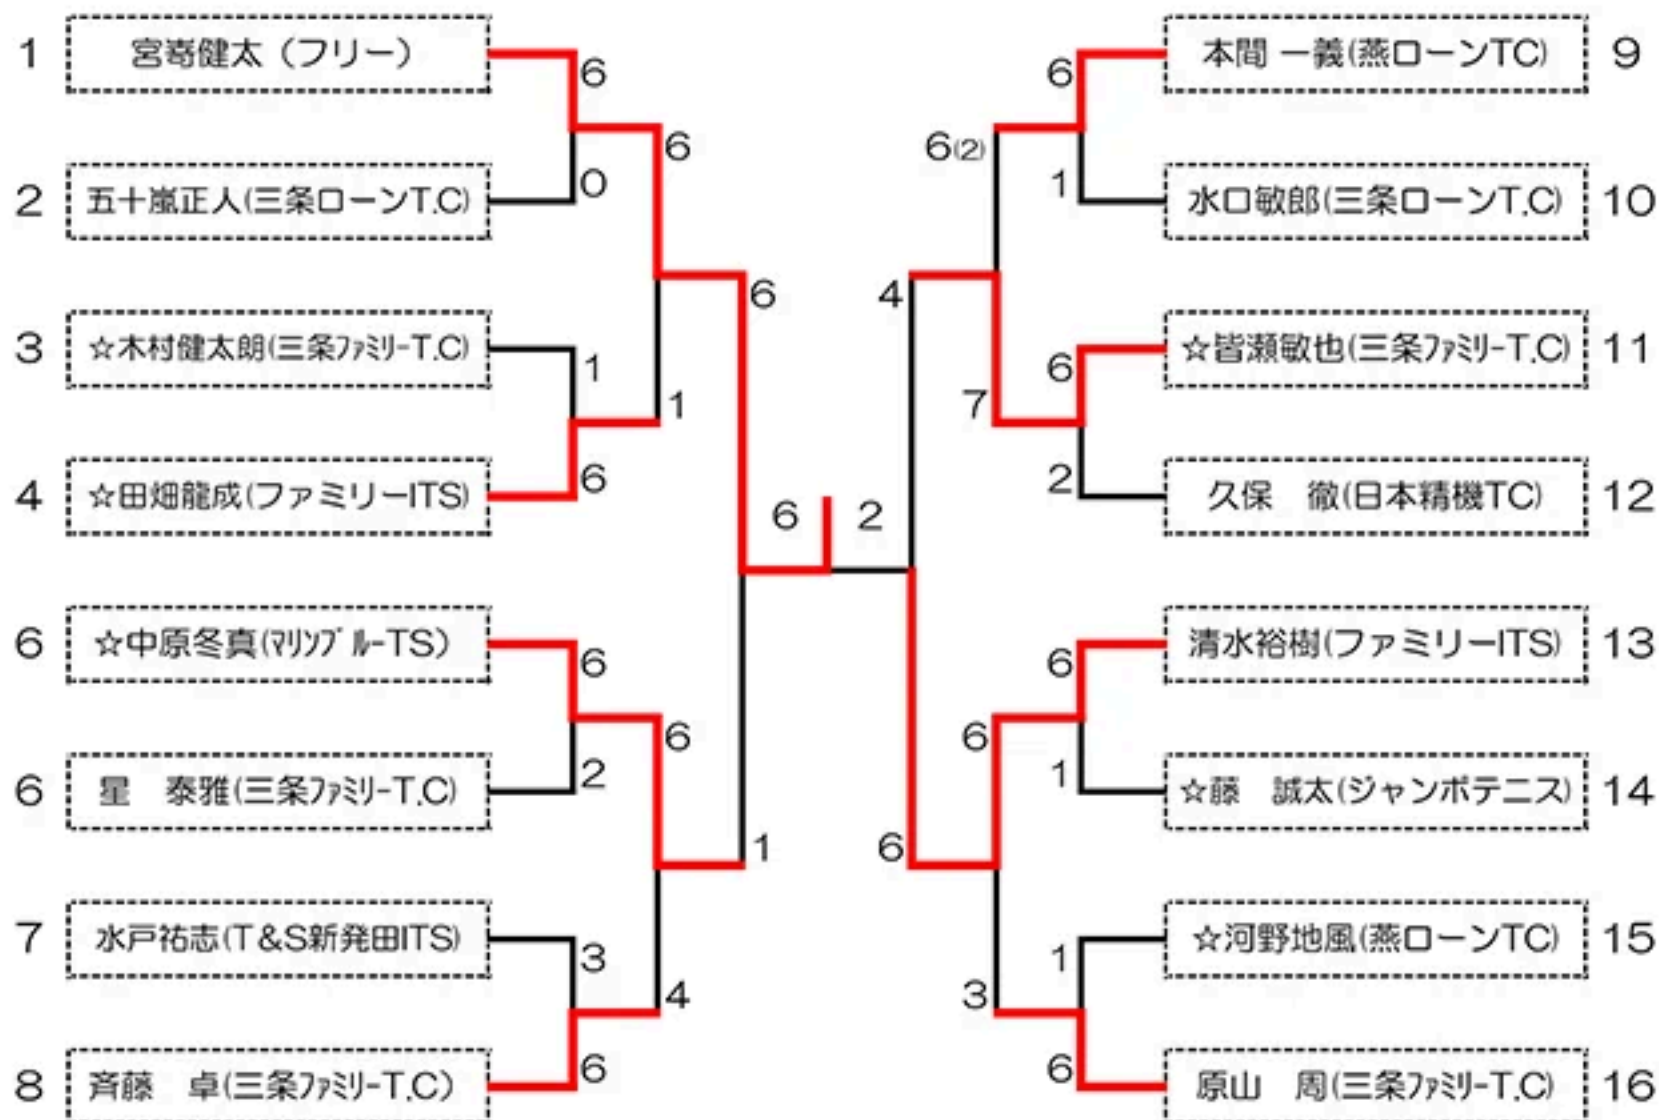 1 宮嵜健太（フリー）
6
0
2 五十嵐正人(三条ローンT.C)
6
3 ☆木村健太朗(三条ﾌｧﾐﾘｰT.C)
1
6
4 ☆田畑龍成(ファミリーITS)
1
6
6 ☆中原冬真(ﾏﾘﾝﾌﾞﾙｰTS）
6
2
6 星　泰雅(三条ﾌｧﾐﾘｰT.C)
6
7 水戸祐志(T＆S新発田ITS)
3
6
8 斉藤　卓(三条ﾌｧﾐﾘｰT.C）
4
1
6 2
本間 一義(燕ローンTC) 9
6
1
水口敏郎(三条ローンT.C) 10
6(2)
☆皆瀬敏也(三条ﾌｧﾐﾘｰT.C) 11
6
2
久保　徹(日本精機TC) 12
7
4
清水裕樹(ファミリーITS) 13
6
1
☆藤　誠太(ジャンボテニス) 14
6
☆河野地風(燕ローンTC) 15
1
6
原山　周(三条ﾌｧﾐﾘｰT.C) 16
3
6